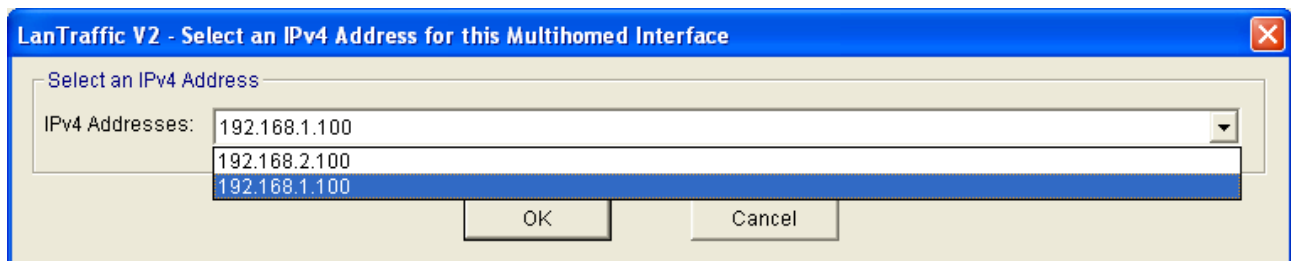 LanTraffic V2 - Select an IPv4 Address for this Multihomed Interface
Select an IPv4 Address
IPv4 Addresses: 192.168.1.100
192.168.2.100
192.168.1.100
OK Cancel